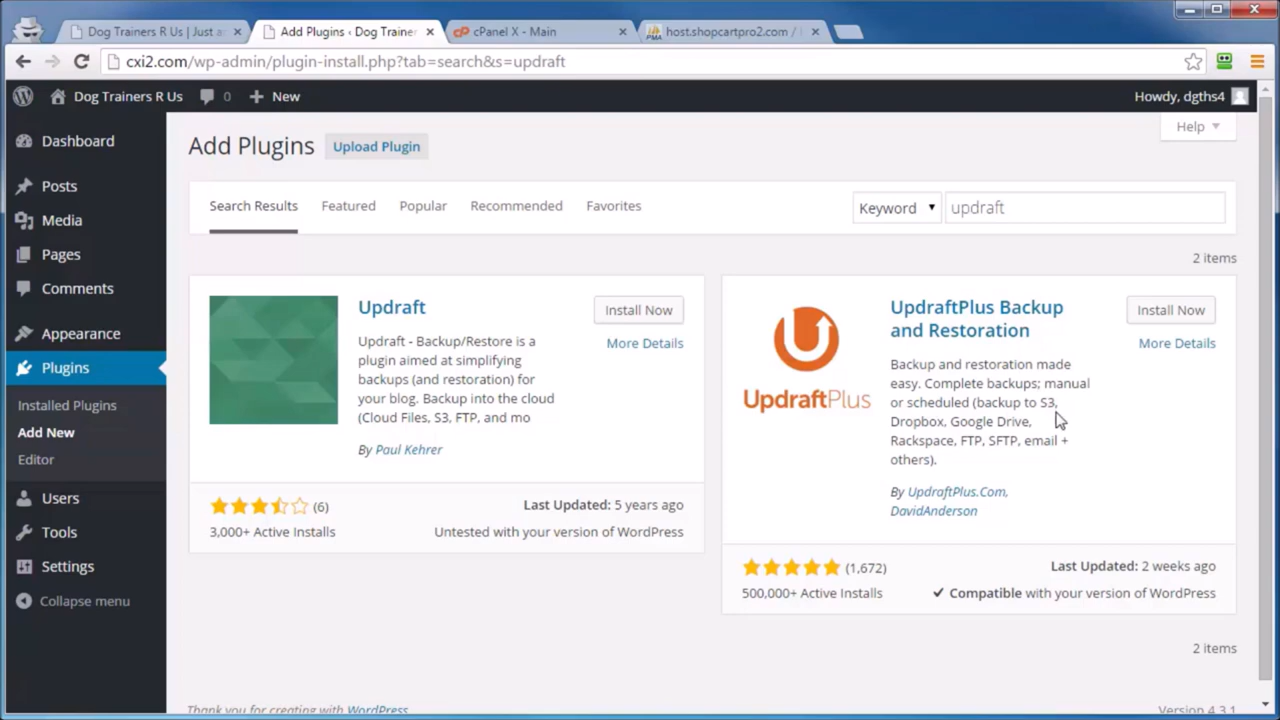 Dog Trainers R Us | Just a
Add Plugins ‹ Dog Trainer
cPanel X - Main
host.shopcartpro2.com / l
cxi2.com/wp-admin/plugin-install.php?tab=search&s=updraft
Dog Trainers R Us
0
New
Howdy, dgths4
Dashboard
Posts
Media
Pages
Comments
Appearance
Plugins
Installed Plugins
Add New
Editor
Users
Tools
Settings
Collapse menu
Add Plugins
Upload Plugin
Help
Search Results
Featured
Popular
Recommended
Favorites
Keyword
updraft
2 items
Updraft
Install Now
More Details
Updraft - Backup/Restore is a
plugin aimed at simplifying
backups (and restoration) for
your blog. Backup into the cloud
(Cloud Files, S3, FTP, and mo
By Paul Kehrer
(6)
3,000+ Active Installs
Last Updated: 5 years ago
Untested with your version of WordPress
UpdraftPlus
UpdraftPlus Backup
and Restoration
Install Now
More Details
Backup and restoration made
easy. Complete backups; manual
or scheduled (backup to S3,
Dropbox, Google Drive,
Rackspace, FTP, SFTP, email +
others).
By UpdraftPlus.Com,
DavidAnderson
(1,672)
500,000+ Active Installs
Last Updated: 2 weeks ago
Compatible with your version of WordPress
2 items
Thank you for creating with WordPress
Version 4.3.1